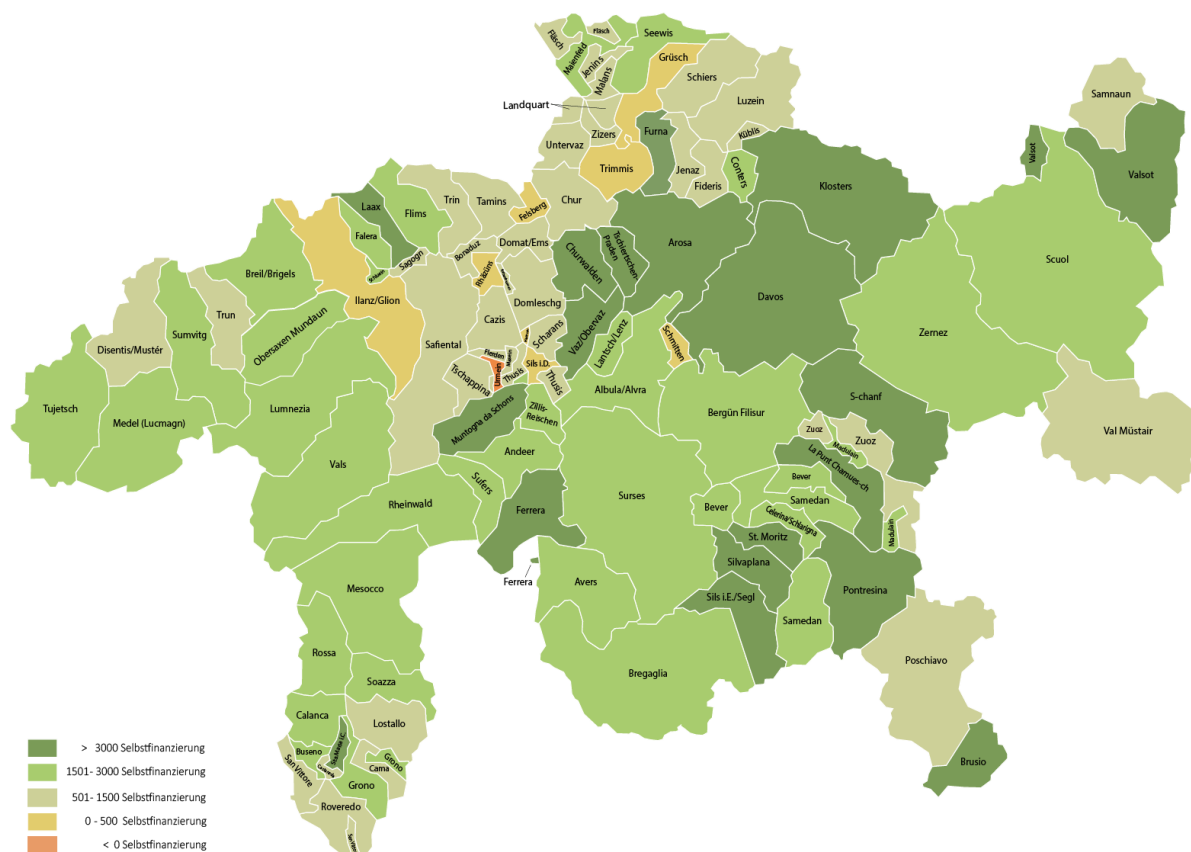 Fläsch
Fläsch
Seewis
Maienfeld
Jenins
Malans
Grüsch
Schiers
Landquart
Luzein
Samnaun
Zizers
Furna
Küblis
Untervaz
Valsot
Valsot
Trimmis
Jenaz
Conters
Fideris
Klosters
Laax
Flims
Trin
Tamins
Felsberg
Chur
Falera
Domat/Ems
Arosa
Scuol
Sagogn
Bonaduz
Churwalden
Tschiertschen-
Praden
Breil/Brigels
Rhäzüns
Ilanz/Glion
Domleschg
Davos
Trun
Cazis
Vaz/Obervaz
Zernez
Sumvitg
Obersaxen Mundaun
Scharans
Lantsch/Lenz
Schmitten
Disentis/Mustér
Safiental
Flerden
Tschappina
Thusis
Sils i.D.
Thusis
Albula/Alvra
S-chanf
Tujetsch
Lumnezia
Zillis-
Reischen
Bergün Filisur
Medel (Lucmagn)
Muntogna da Schons
Zuoz
Zuoz
Val Müstair
Madulain
Andeer
La Punt Chamues-ch
Vals
Sufers
Bever
Rheinwald
Surses
Samedan
Ferrera
Bever
Celerina/Schlarigna
Madulain
St. Moritz
Silvaplana
Ferrera
Avers
Mesocco
Sils i.E./Segl
Pontresina
Samedan
Rossa
Poschiavo
Bregaglia
Soazza
Calanca
Lostallo
Buseno
Sta. Maria i.C.
Grono
San Vittore
Cama
Brusio
Grono
Roveredo
> 3000 Selbstfinanzierung
1501- 3000 Selbstfinanzierung
501- 1500 Selbstfinanzierung
0 - 500 Selbstfinanzierung
< 0 Selbstfinanzierung